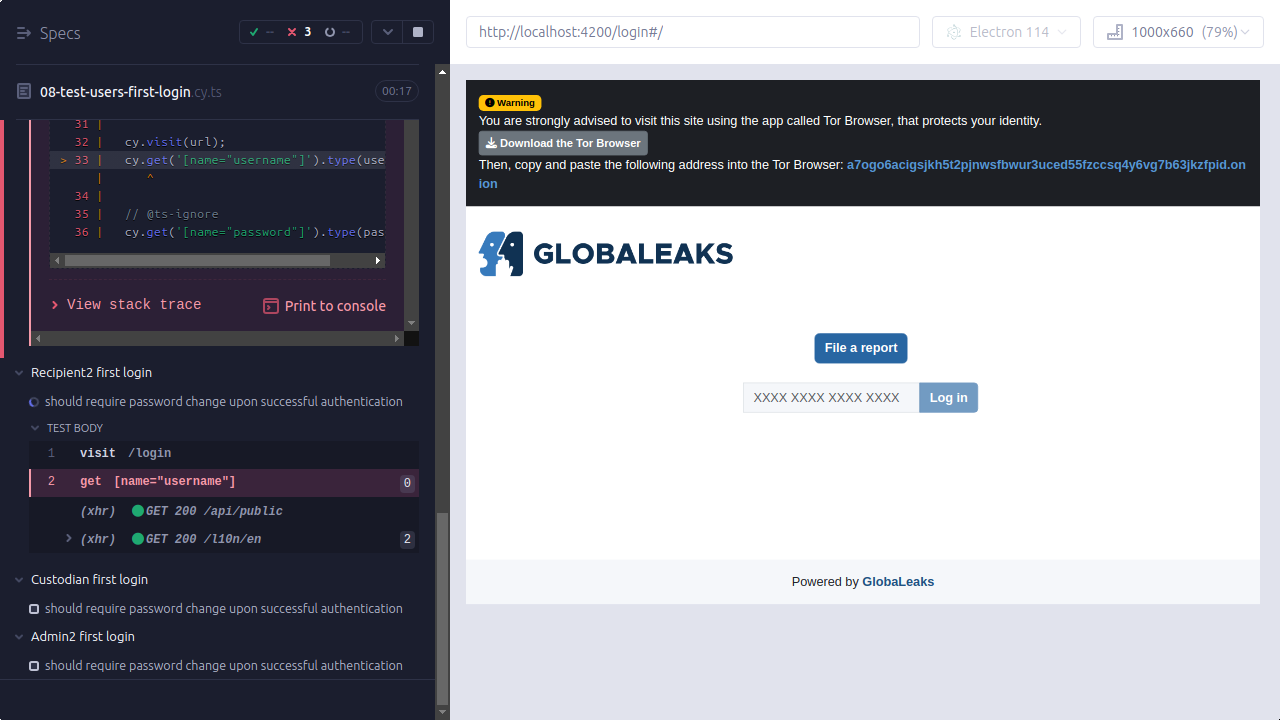 Specs
--
3
--
http://localhost:4200/login#/
Electron 114
1000x660 (79%)
08-test-users-first-login.cy.ts
00:17
31 |
32 | cy.visit(url);
> 33 | cy.get('[name="username"]').type(use
| ^
34 |
35 | // @ts-ignore
36 | cy.get('[name="password"]').type(pas
View stack trace
Print to console
Recipient2 first login
should require password change upon successful authentication
TEST BODY
1 visit /login
2 get [name="username"] 0
(xhr) GET 200 /api/public
(xhr) GET 200 /l10n/en 2
Custodian first login
should require password change upon successful authentication
Admin2 first login
should require password change upon successful authentication
Warning
You are strongly advised to visit this site using the app called Tor Browser, that protects your identity.
Download the Tor Browser
Then, copy and paste the following address into the Tor Browser: a7ogo6acigsjkh5t2pjnwsfbwur3uced55fzccsq4y6vg7b63jkzfpid.on
ion
GLOBALEAKS
File a report
XXXX XXXX XXXX XXXX
Log in
Powered by GlobaLeaks